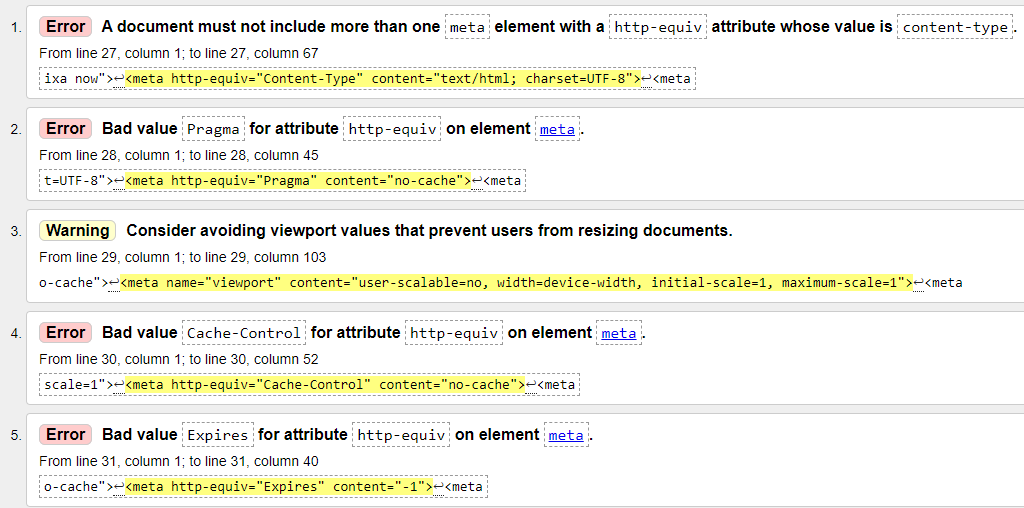 1. Error A document must not include more than one meta element with a http-equiv attribute whose value is content-type.
From line 27, column 1; to line 27, column 67
ixa now">↩<meta http-equiv="Content-Type" content="text/html; charset=UTF-8">↩<meta
2. Error Bad value Pragma for attribute http-equiv on element meta.
From line 28, column 1; to line 28, column 45
t=UTF-8">↩<meta http-equiv="Pragma" content="no-cache">↩<meta
3. Warning Consider avoiding viewport values that prevent users from resizing documents.
From line 29, column 1; to line 29, column 103
o-cache">↩<meta name="viewport" content="user-scalable=no, width=device-width, initial-scale=1, maximum-scale=1">↩<meta
4. Error Bad value Cache-Control for attribute http-equiv on element meta.
From line 30, column 1; to line 30, column 52
scale=1">↩<meta http-equiv="Cache-Control" content="no-cache">↩<meta
5. Error Bad value Expires for attribute http-equiv on element meta.
From line 31, column 1; to line 31, column 40
o-cache">↩<meta http-equiv="Expires" content="-1">↩<meta